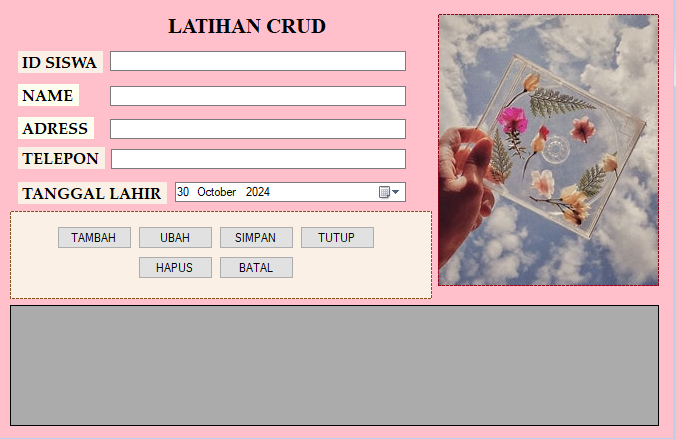 LATIHAN CRUD
ID SISWA
NAME
ADRESS
TELEPON
TANGGAL LAHIR 30 October 2024
TAMBAH UBAH SIMPAN TUTUP
HAPUS BATAL